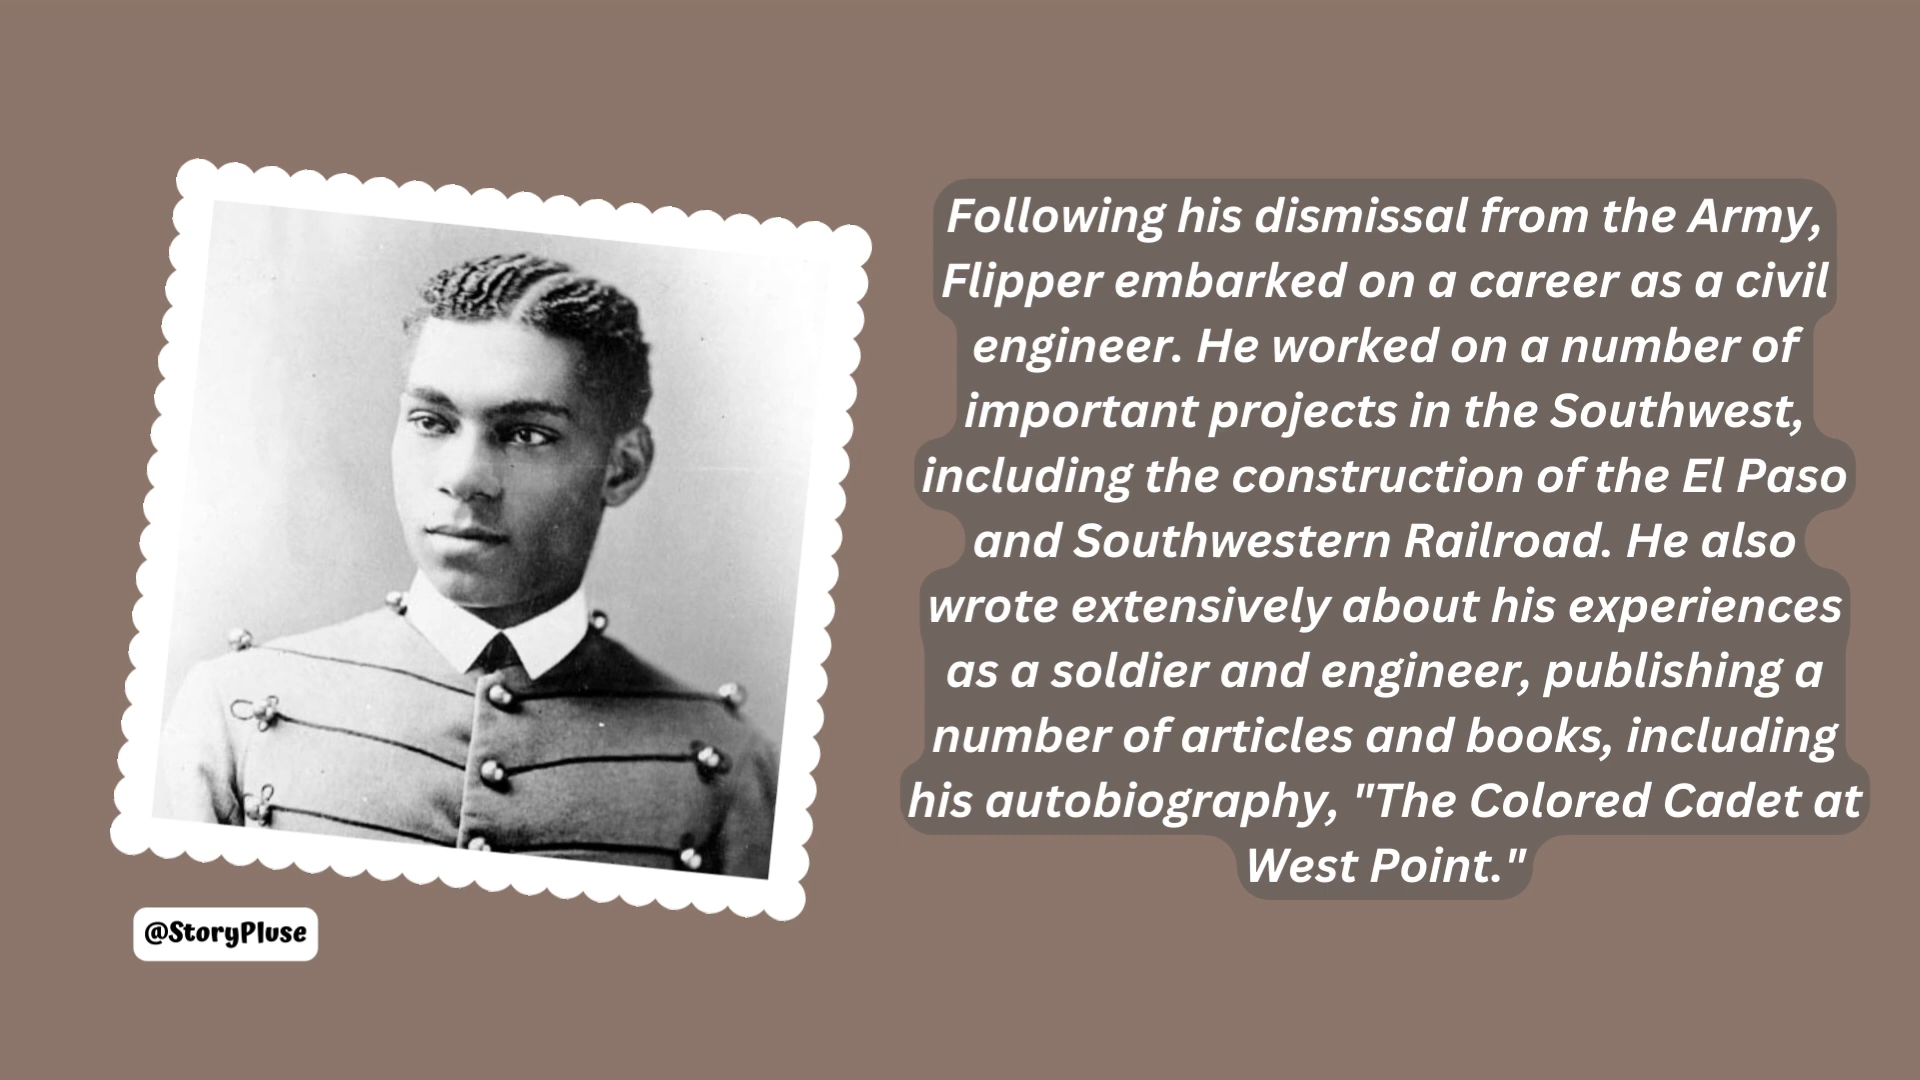 Following his dismissal from the Army,
Flipper embarked on a career as a civil
engineer. He worked on a number of
important projects in the Southwest,
including the construction of the El Paso
and Southwestern Railroad. He also
wrote extensively about his experiences
as a soldier and engineer, publishing a
number of articles and books, including
his autobiography, "The Colored Cadet at
West Point."
@StoryPluse